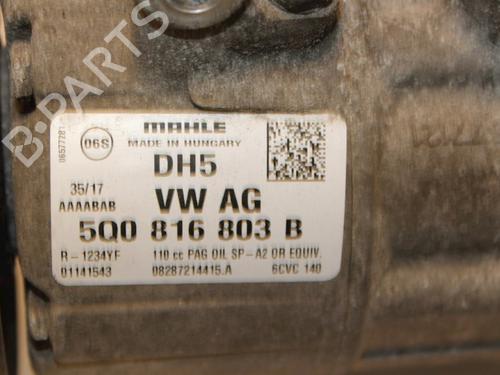 B-PARTS
06S
MAHLE
MADE IN HUNGARY
DH5
35/17
AAAABAB
VW AG
5Q0 816 803 B
R-1234YF
110 cc PAG OIL SP-A2 OR EQUIV.
01141543
08287214415.A
6CVC 140